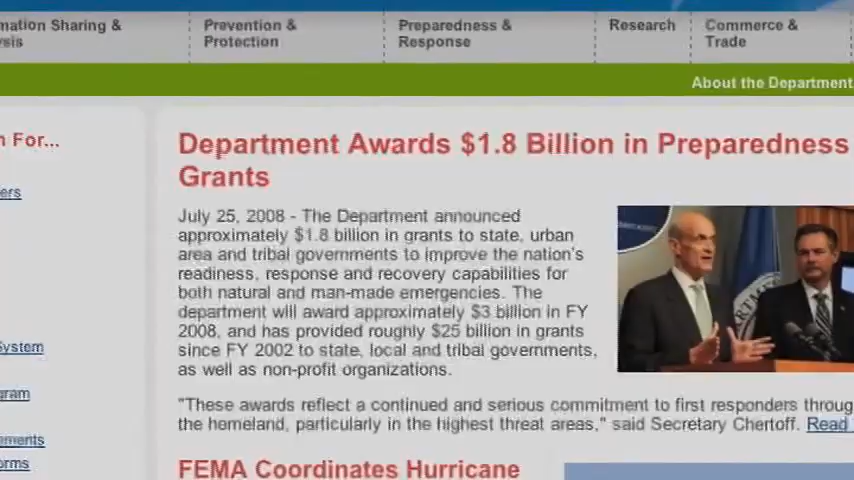 mation Sharing &
ysis
Prevention &
Protection
Preparedness &
Response
Research
Commerce &
Trade
About the Department
n For...
ers
System
gram
ements
orms
Department Awards $1.8 Billion in Preparedness
Grants
July 25, 2008 - The Department announced
approximately $1.8 billion in grants to state, urban
area and tribal governments to improve the nation's
readiness, response and recovery capabilities for
both natural and man-made emergencies. The
department will award approximately $3 billion in FY
2008, and has provided roughly $25 billion in grants
since FY 2002 to state, local and tribal governments,
as well as non-profit organizations.
"These awards reflect a continued and serious commitment to first responders throug
the homeland, particularly in the highest threat areas," said Secretary Chertoff. Read
FEMA Coordinates Hurricane